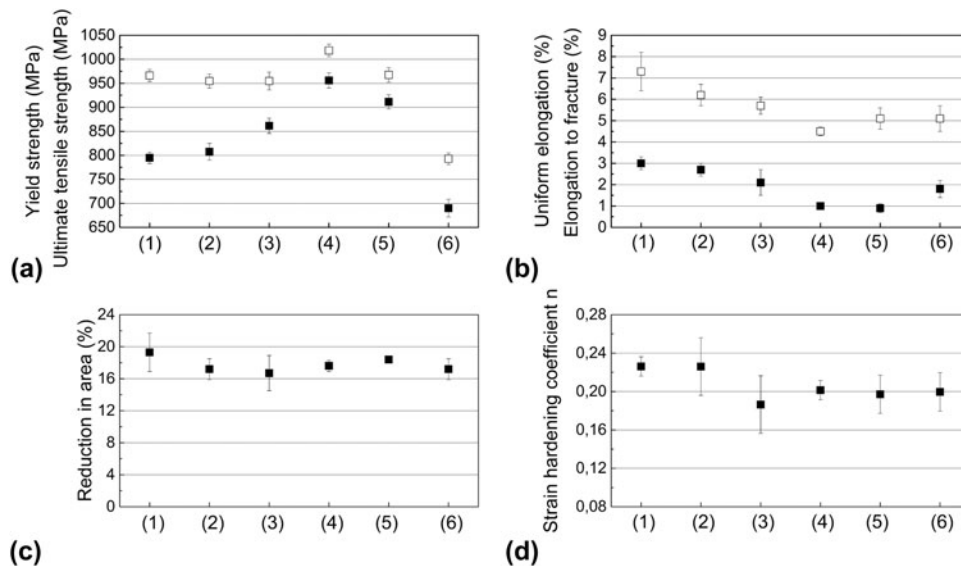 Yield strength (MPa)
Ultimate tensile strength (MPa)
1050
1000
950
900
850
800
750
700
650
(1) (2) (3) (4) (5) (6)
(a)
Uniform elongation (%)
Elongation to fracture (%)
9
8
7
6
5
4
3
2
1
0
(1) (2) (3) (4) (5) (6)
(b)
Reduction in area (%)
24
20
16
12
8
4
0
(1) (2) (3) (4) (5) (6)
(c)
Strain hardening coefficient n
0,28
0,24
0,20
0,16
0,12
0,08
(1) (2) (3) (4) (5) (6)
(d)